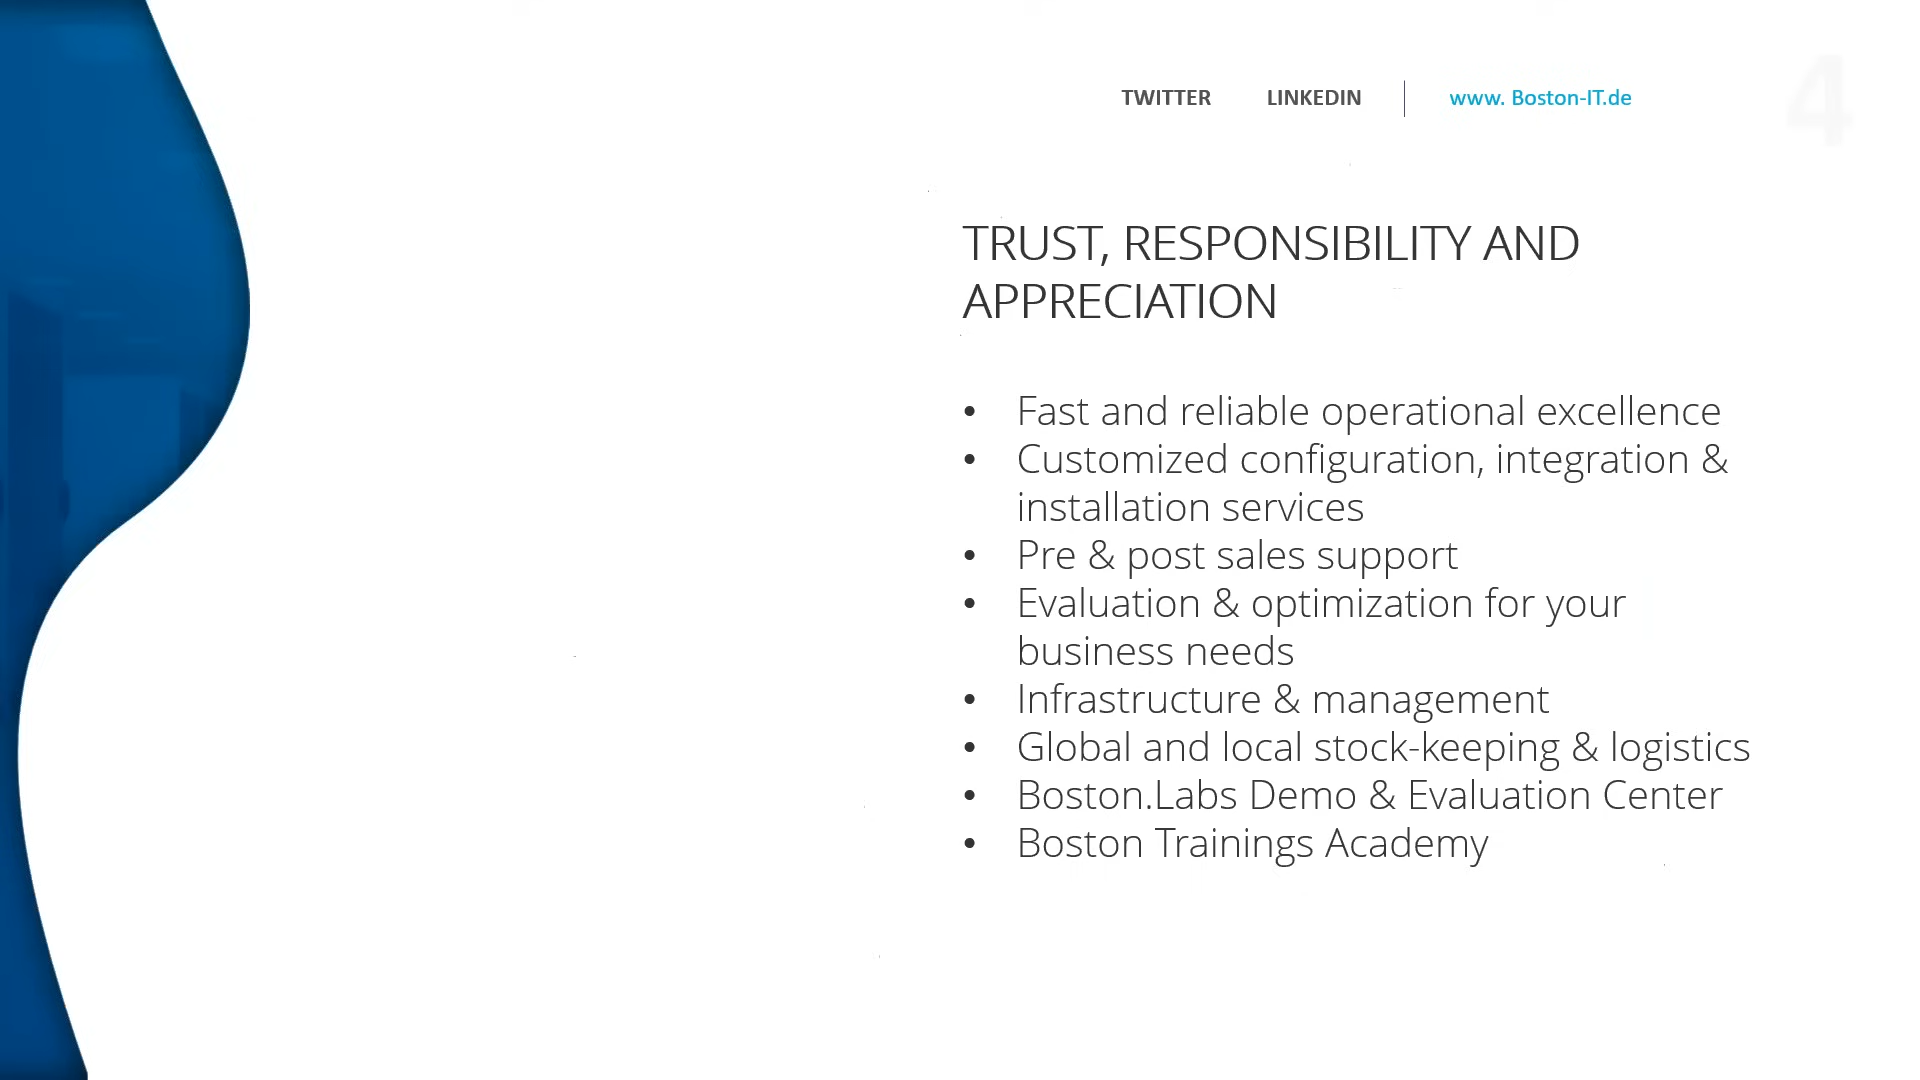 TWITTER LINKEDIN www. Boston-IT.de
4
TRUST, RESPONSIBILITY AND
APPRECIATION
• Fast and reliable operational excellence
• Customized configuration, integration &
installation services
• Pre & post sales support
• Evaluation & optimization for your
business needs
• Infrastructure & management
• Global and local stock-keeping & logistics
• Boston.Labs Demo & Evaluation Center
• Boston Trainings Academy